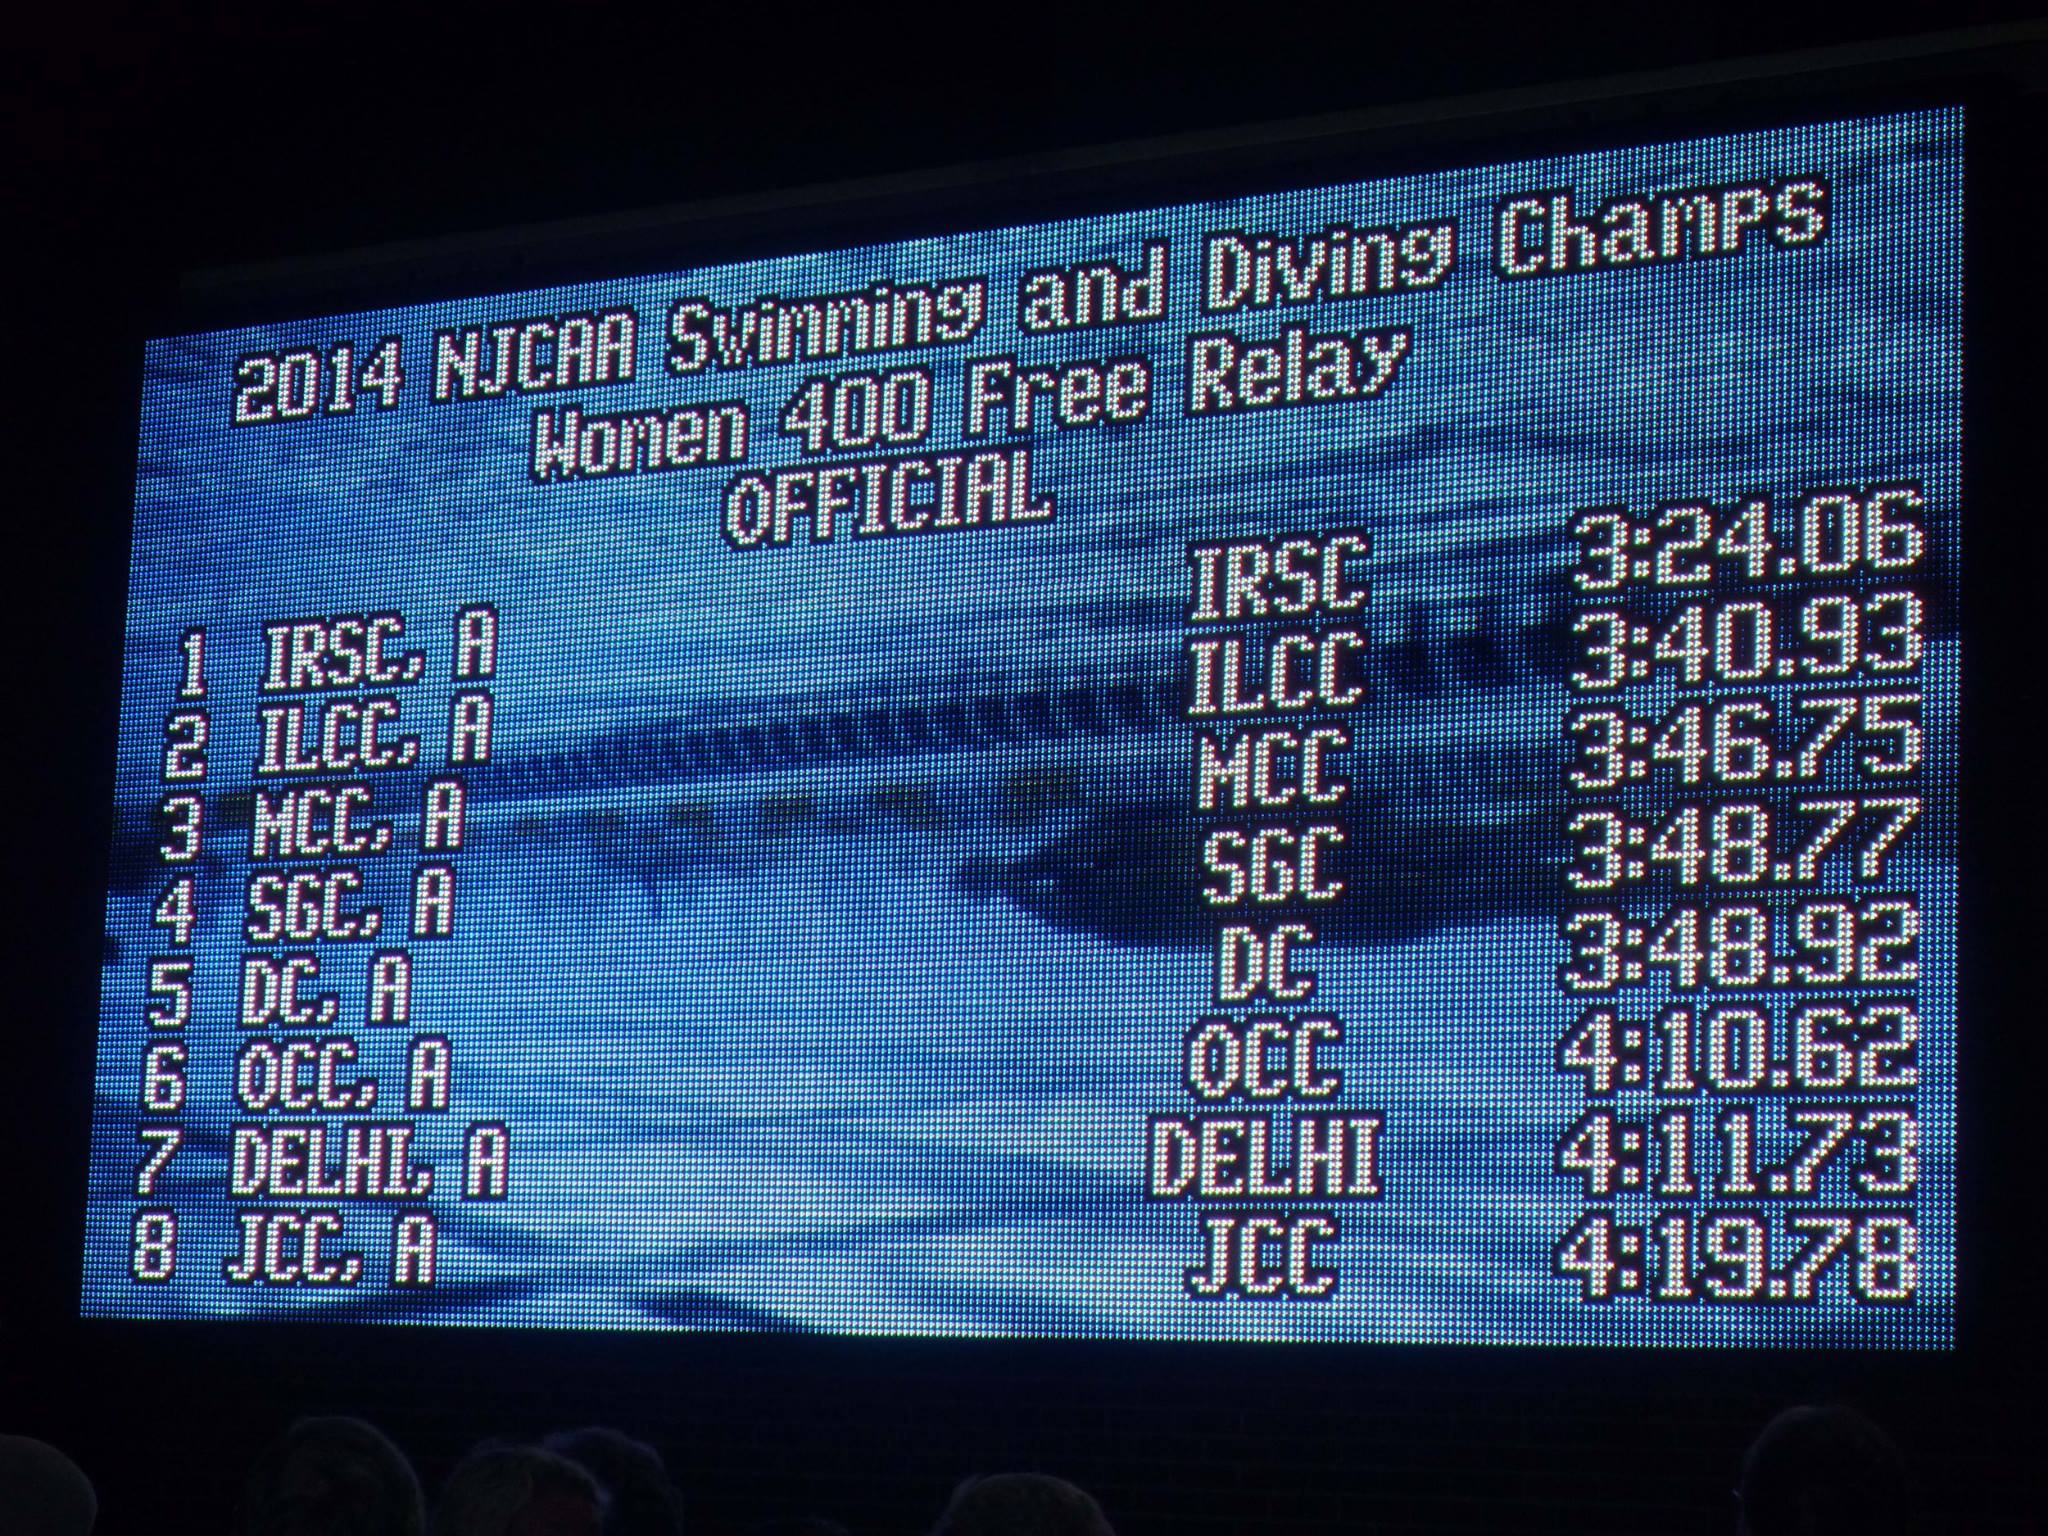 2014 NJCAA Swimming and Diving Champs
Women 400 Free Relay
OFFICIAL
1 IRSC, A IRSC 3:24.06
2 ILCC, A ILCC 3:40.93
3 MCC, A MCC 3:46.75
4 SGC, A SGC 3:48.77
5 DC, A DC 3:48.92
6 OCC, A OCC 4:10.62
7 DELHI, A DELHI 4:11.73
8 JCC, A JCC 4:19.78